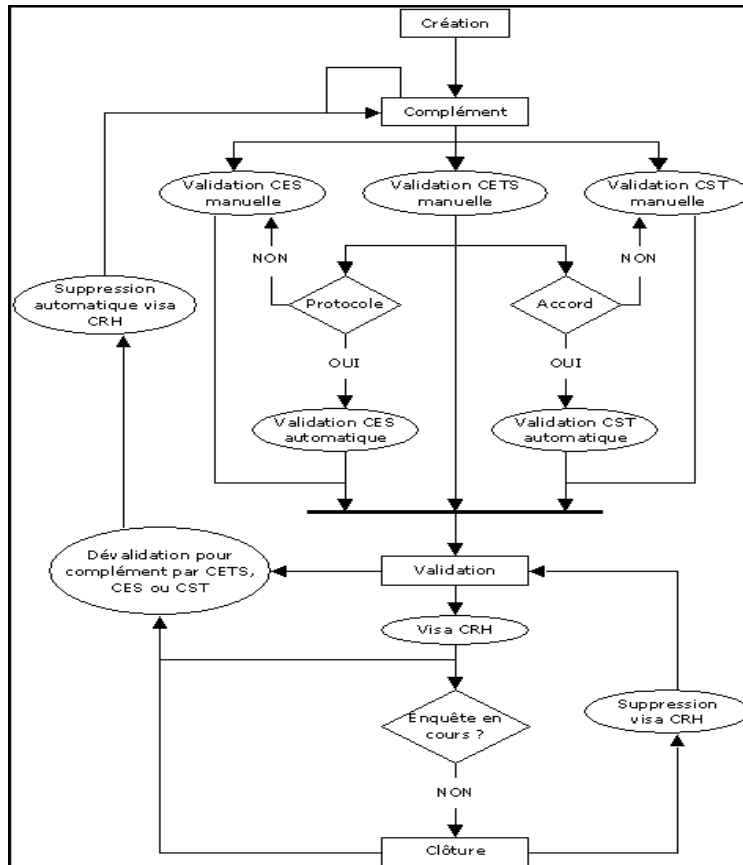 Création
Complément
Validation CES
manuelle
Validation CETS
manuelle
Validation CST
manuelle
NON
NON
Suppression
automatique visa
CRH
Protocole
Accord
OUI
OUI
Validation CES
automatique
Validation CST
automatique
Dévalidation pour
complément par CETS,
CES ou CST
Validation
Visa CRH
Enquête en
cours ?
Suppression
visa CRH
NON
Clôture